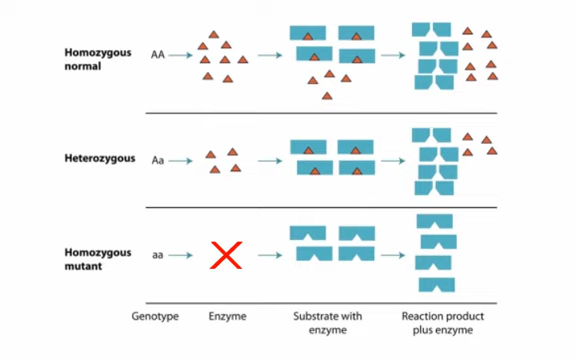 Homozygous
normal
AA
Heterozygous
Aa
Homozygous
mutant
aa
Genotype
Enzyme
Substrate with
enzyme
Reaction product
plus enzyme